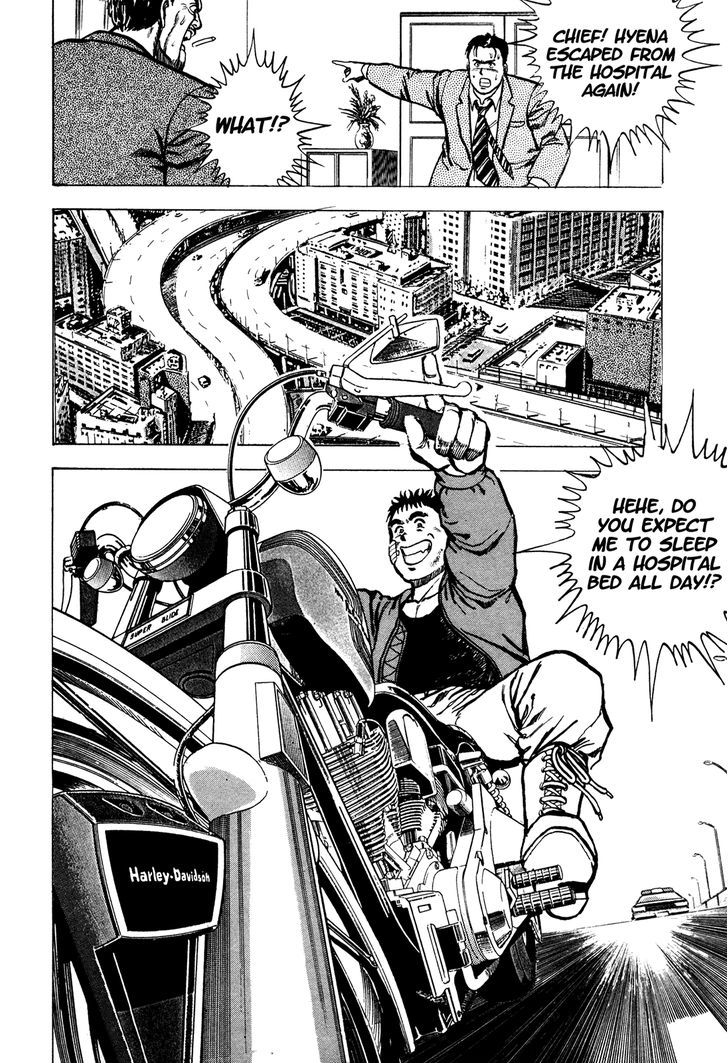 CHIEF! HYENA
ESCAPED FROM
THE HOSPITAL
AGAIN!
WHAT!?
HEHE, DO
YOU EXPECT
ME TO SLEEP
IN A
HOSPITAL
BED ALL DAY!?
SUPER GLIDE
Harley-Davidson